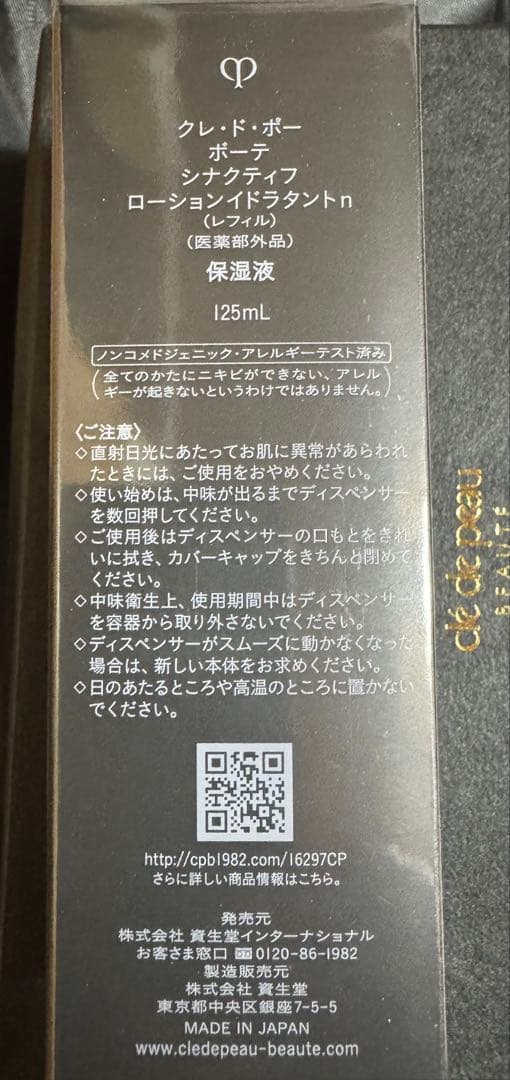 クレ・ド・ポー
ボーテ
シナクティフ
ローションイドラタントn
(レフィル)
(医薬部外品)
保湿液
125mL
ノンコメドジェニック・アレルギーテスト済み
(全てのかたにニキビができない、アレル
ギーが起きないというわけではありません。)
〈ご注意〉
◇直射日光にあたってお肌に異常があらわれ
たときには、ご使用をおやめください。
◇使い始めは、中味が出るまでディスペンサー
を数回押してください。
◇ご使用後はディスペンサーの口もとをきれ
いに拭き、カバーキャップをきちんと閉めて
ください。
◇中味衛生上、使用期間中はディスペンサー
を容器から取り外さないでください。
◇ディスペンサーがスムーズに動かなくなった
場合は、新しい本体をお求めください。
◇日のあたるところや高温のところに置かない
でください。
http://cpb1982.com/16297CP
さらに詳しい商品情報はこちら。
発売元
株式会社 資生堂インターナショナル
お客さま窓口 0120-86-1982
製造販売元
株式会社 資生堂
東京都中央区銀座7-5-5
MADE IN JAPAN
www.cledepeau-beaute.com
clé de peau
BEAUTÉ